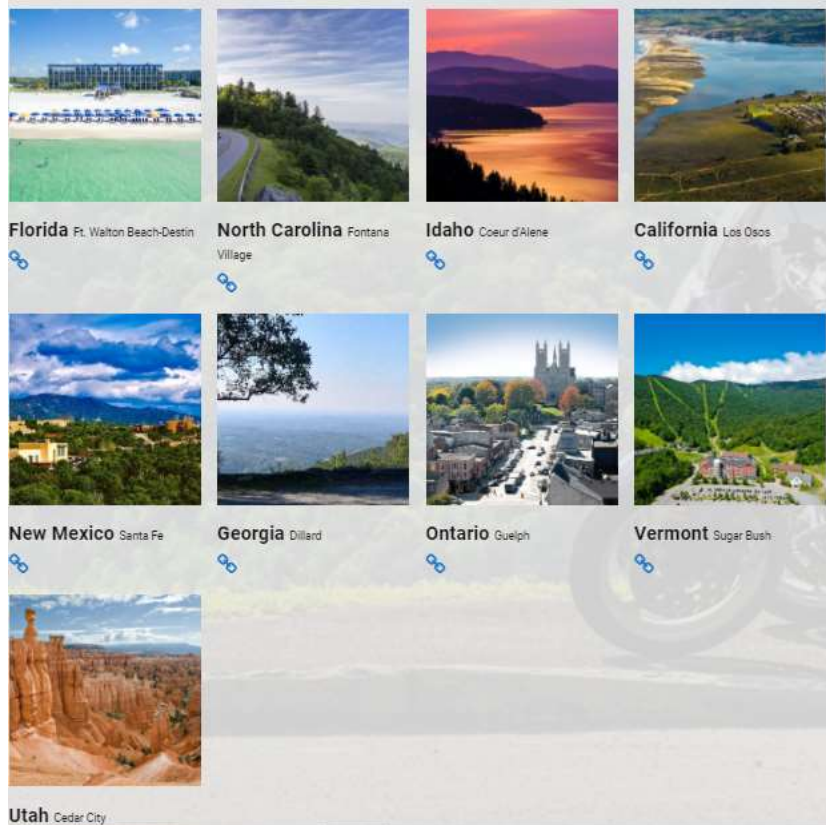 Florida Ft. Walton Beach-Destin
North Carolina Fontana
Village
Idaho Coeur d'Alene
California Los Osos
New Mexico Santa Fe
Georgia Dillard
Ontario Guelph
Vermont Sugar Bush
Utah Cedar City